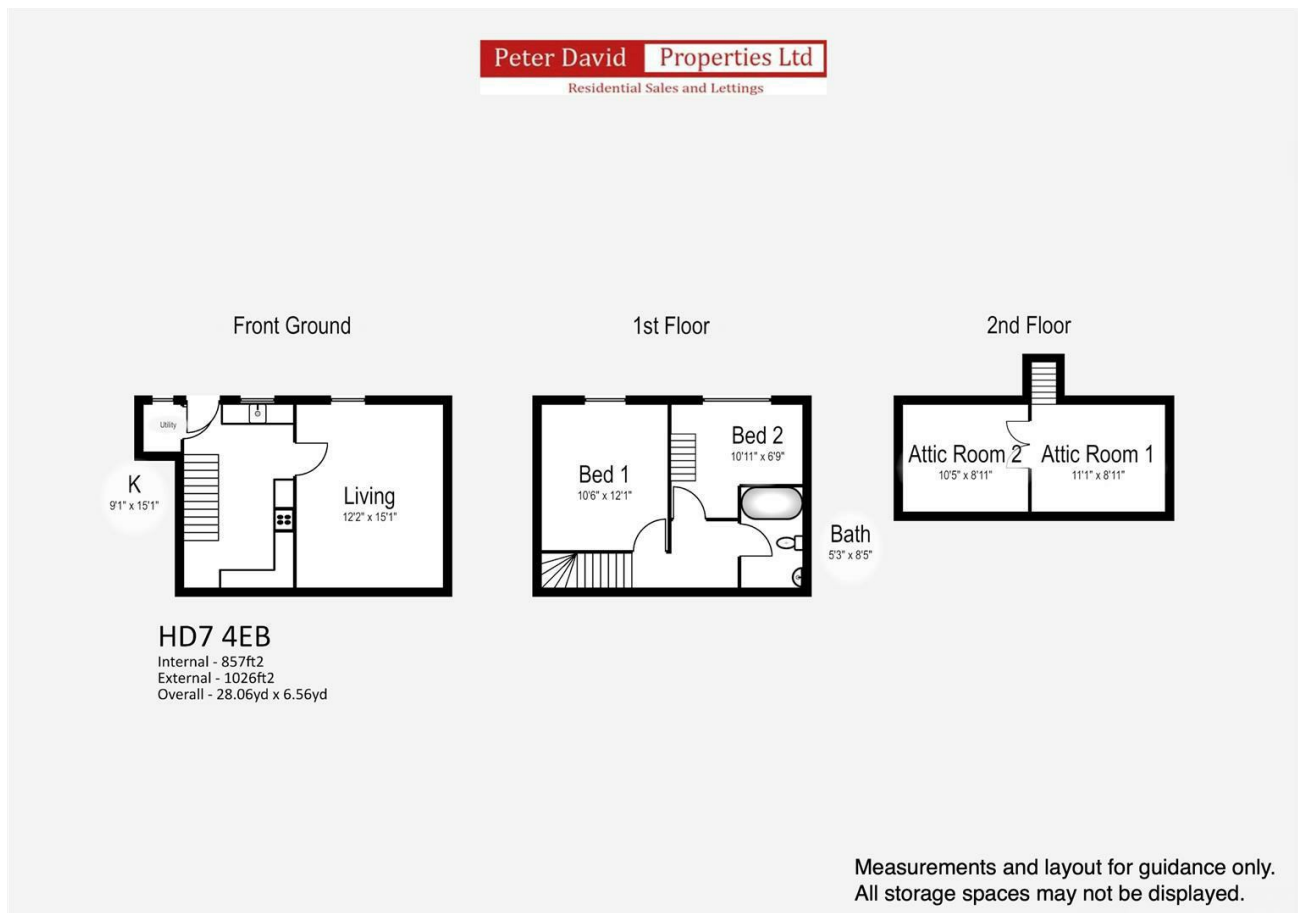 Peter David Properties Ltd
Residential Sales and Lettings
Front Ground
1st Floor
2nd Floor
Utility
K
9'1" x 15'1"
Living
12'2" x 15'1"
Bed 1
10'6" x 12'1"
Bed 2
10'11" x 6'9"
Bath
5'3" x 8'5"
Attic Room 2
10'5" x 8'11"
Attic Room 1
11'1" x 8'11"
HD7 4EB
Internal - 857ft2
External - 1026ft2
Overall - 28.06yd x 6.56yd
Measurements and layout for guidance only.
All storage spaces may not be displayed.